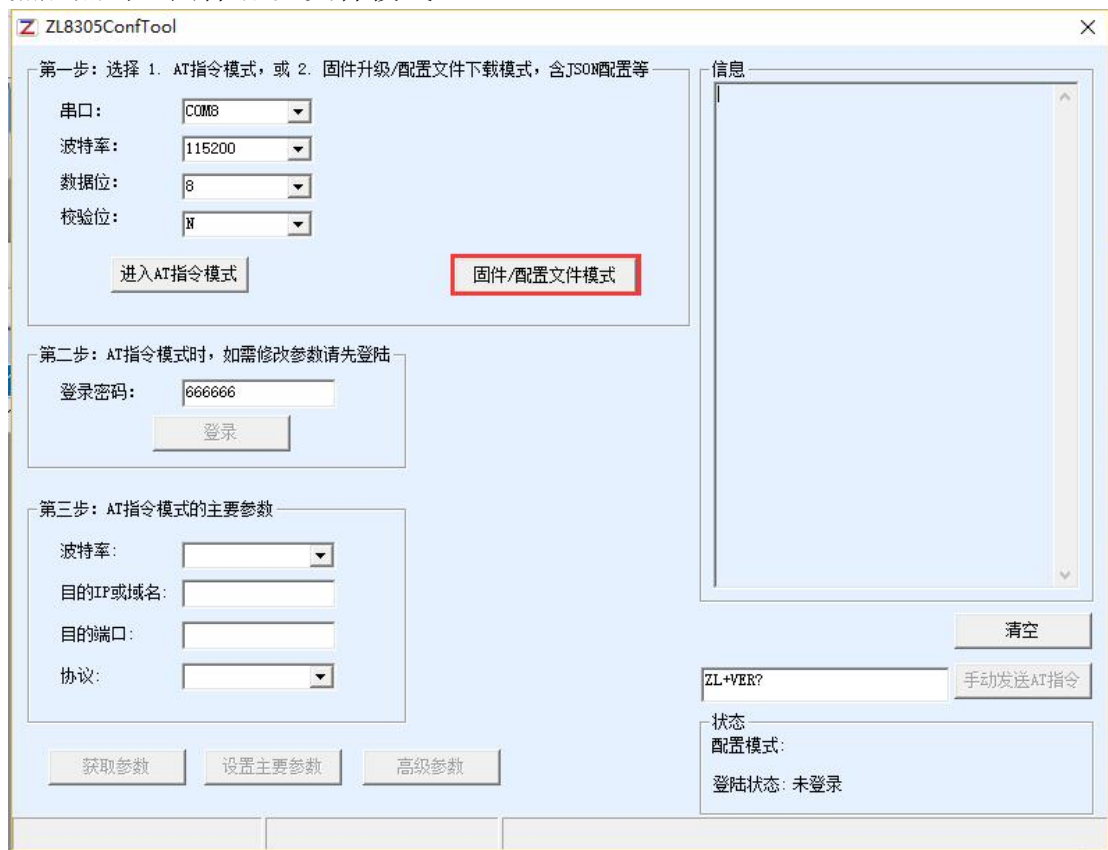 ZL8305ConfTool
第一步：选择 1. AT指令模式，或 2. 固件升级/配置文件下载模式，含JSON配置等
串口：
COM8
波特率：
115200
数据位：
8
校验位：
N
进入AT指令模式
固件/配置文件模式
第二步：AT指令模式时，如需修改参数请先登陆
登录密码：
666666
登录
第三步：AT指令模式的主要参数
波特率:
目的IP或域名:
目的端口:
协议:
获取参数
设置主要参数
高级参数
信息
清空
ZL+VER?
手动发送AT指令
状态
配置模式:
登陆状态: 未登录